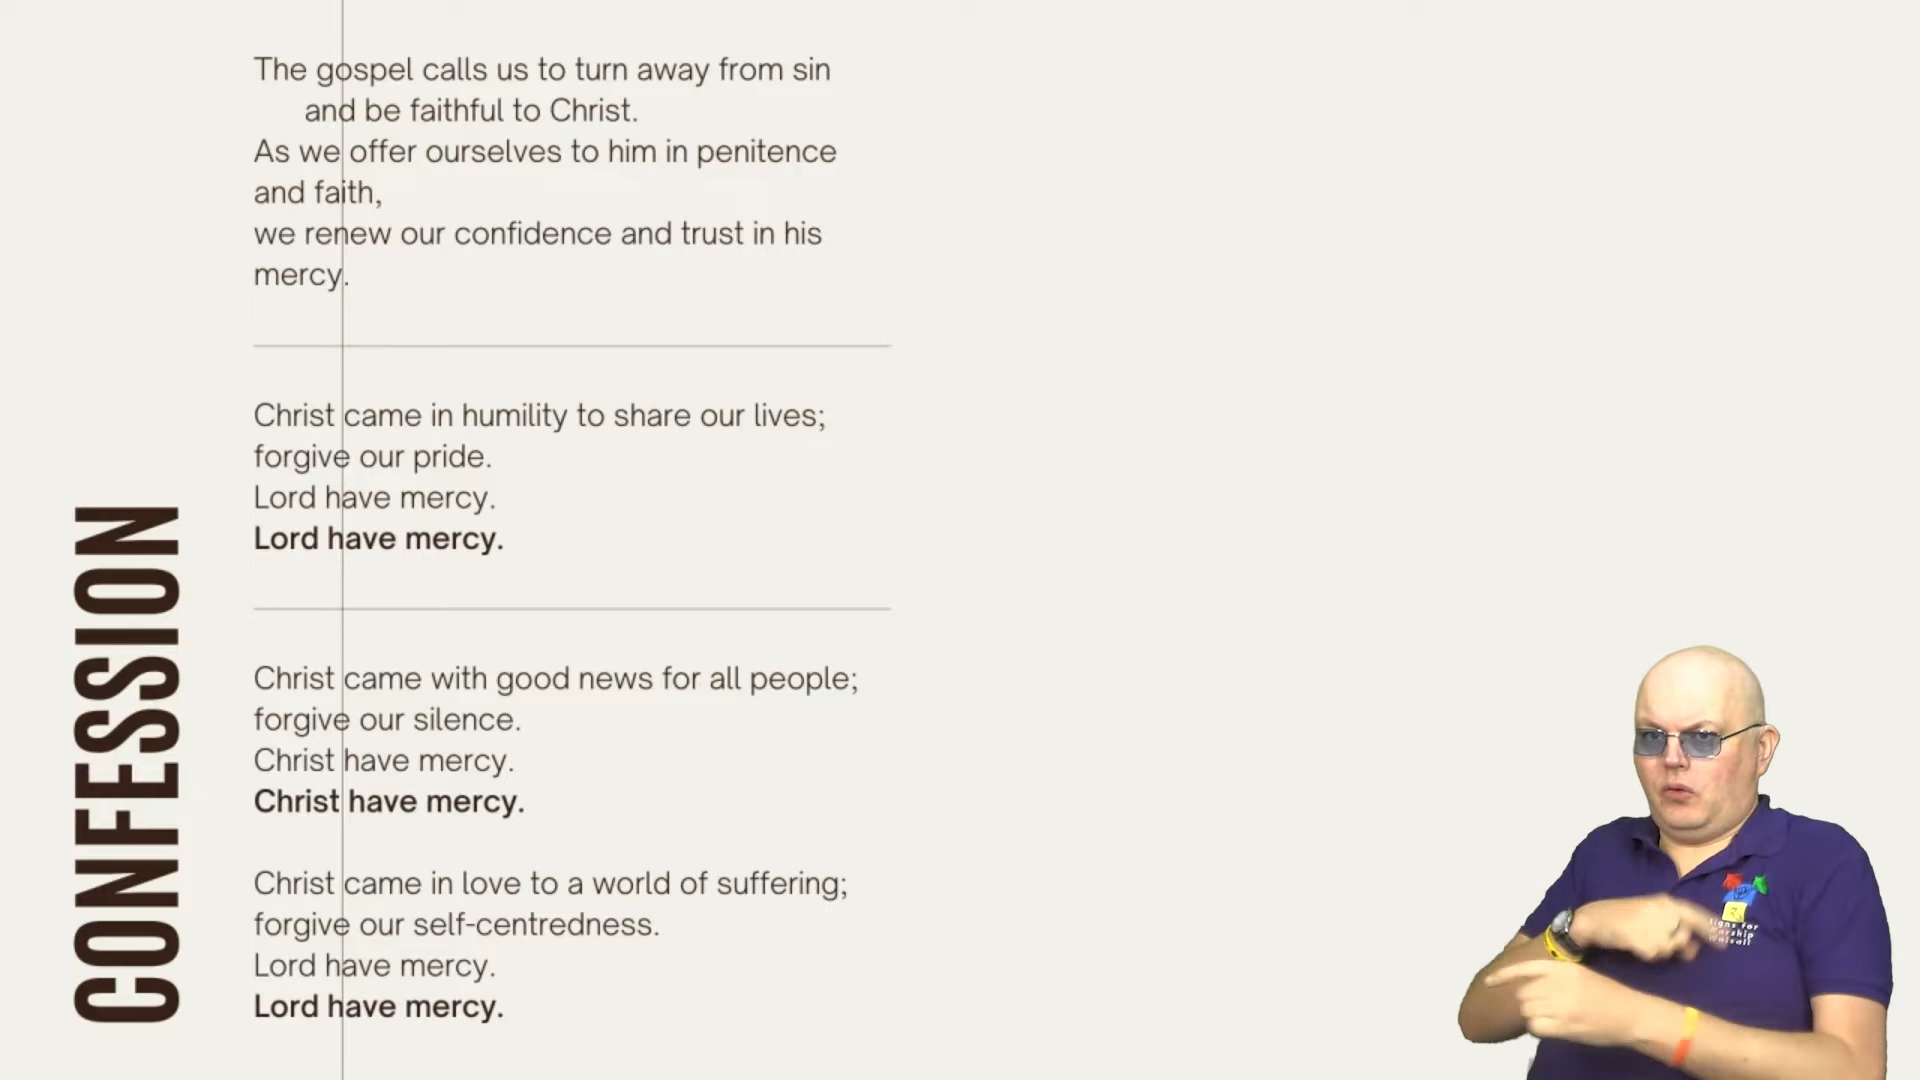 CONFESSION
The gospel calls us to turn away from sin
and be faithful to Christ.
As we offer ourselves to him in penitence
and faith,
we renew our confidence and trust in his
mercy.
Christ came in humility to share our lives;
forgive our pride.
Lord have mercy.
Lord have mercy.
Christ came with good news for all people;
forgive our silence.
Christ have mercy.
Christ have mercy.
Christ came in love to a world of suffering;
forgive our self-centredness.
Lord have mercy.
Lord have mercy.
Signs for
Worship
Walsall